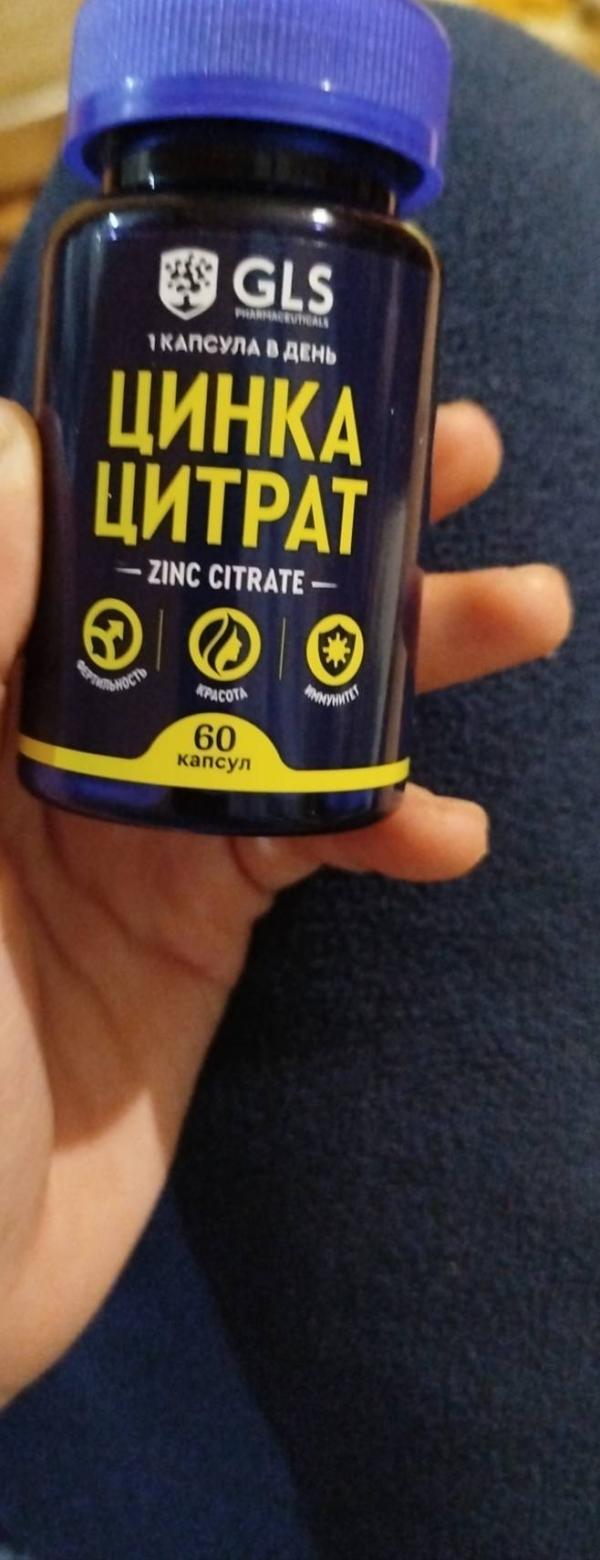 GLS
PHARMACEUTICALS
1 КАПСУЛА В ДЕНЬ
ЦИНКА
ЦИТРАТ
ZINC CITRATE
ФЕРТИЛЬНОСТЬ
КРАСОТА
ИММУНИТЕТ
60
капсул